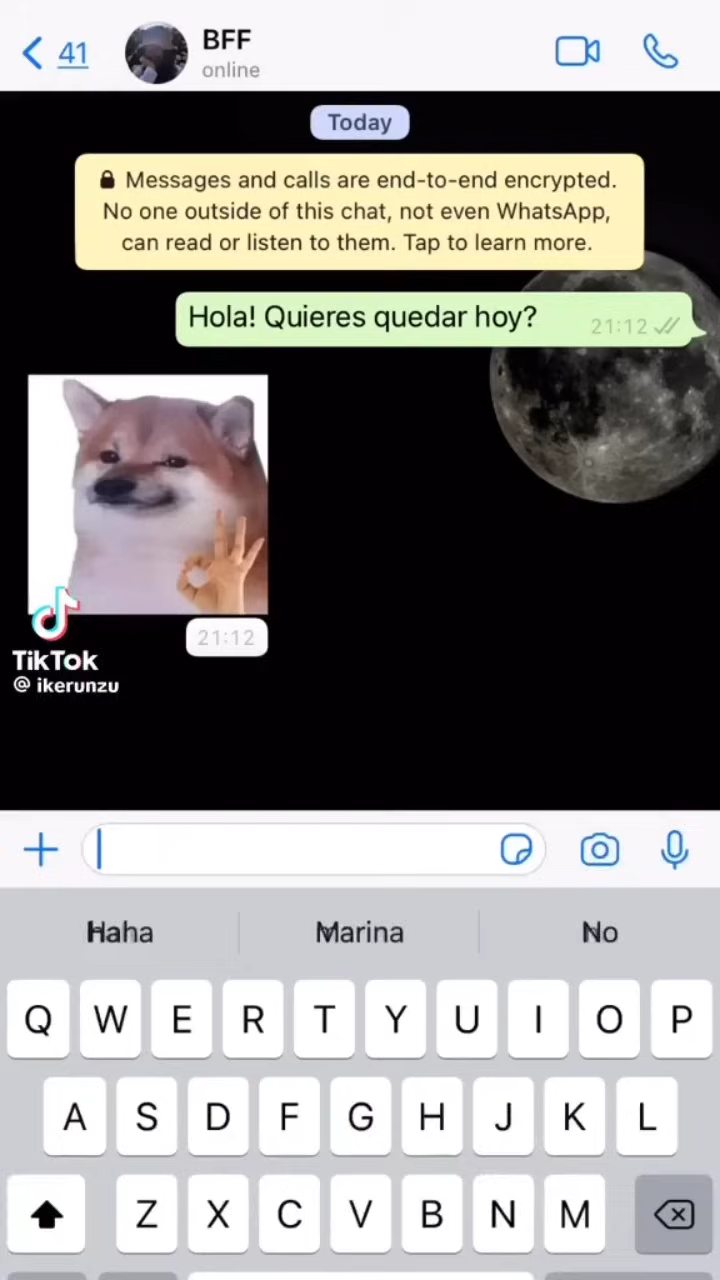 41
BFF
online
Today
Messages and calls are end-to-end encrypted.
No one outside of this chat, not even WhatsApp,
can read or listen to them. Tap to learn more.
Hola! Quieres quedar hoy?
21:12
21:12
TikTok
@ ikerunzu
Haha Marina No
Q W E R T Y U I O P
A S D F G H J K L
Z X C V B N M